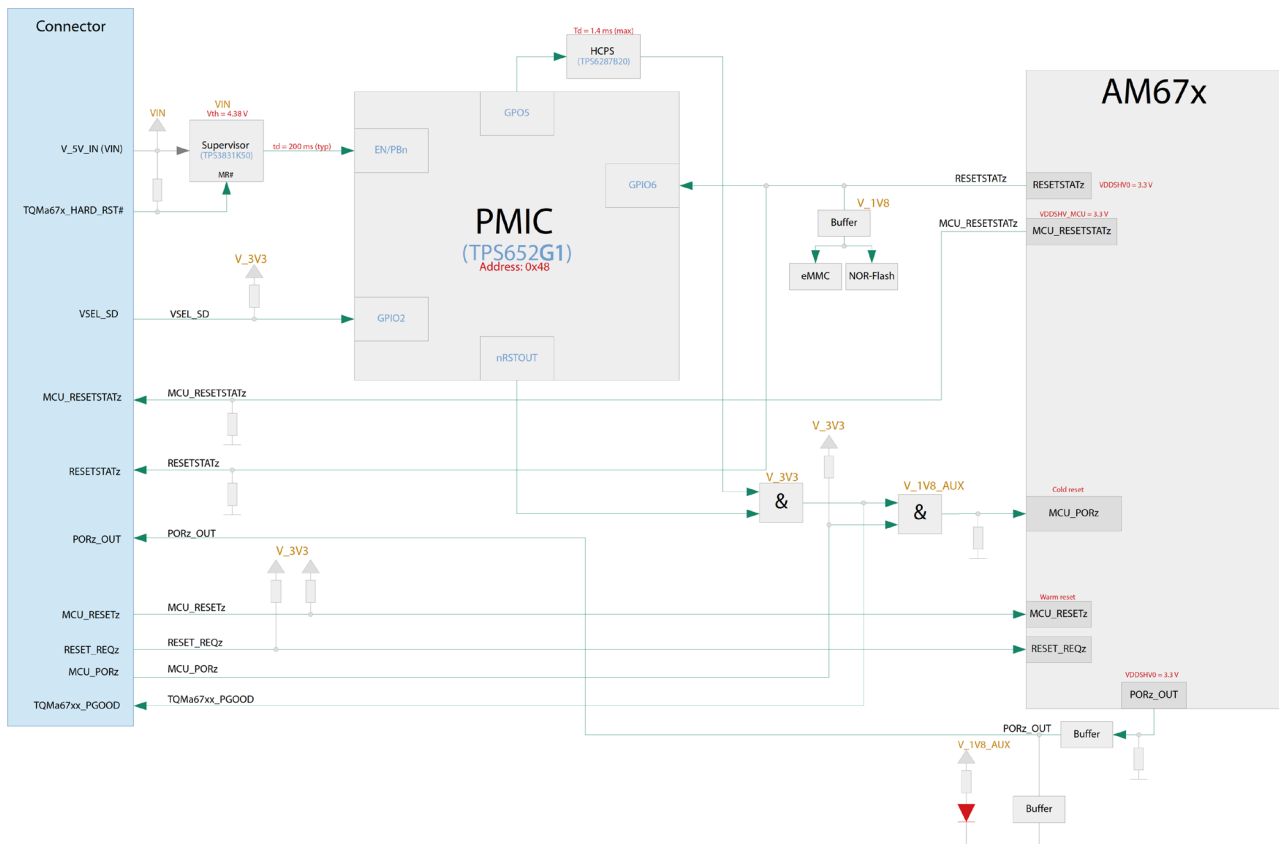 Connector
V_5V_IN (VIN)
TQMa67x_HARD_RST#
VSEL_SD
MCU_RESETSTATz
RESETSTATz
PORz_OUT
MCU_RESETz
RESET_REQz
MCU_PORz
TQMa67xx_PGOOD
VIN
VIN
Vth = 4.38 V
Supervisor
(TPS3831K50)
MR#
td = 200 ms (typ)
V_3V3
VSEL_SD
MCU_RESETSTATz
RESETSTATz
PORz_OUT
V_3V3
MCU_RESETz
RESET_REQz
MCU_PORz
TQMa67xx_PGOOD
Td = 1.4 ms (max)
HCPS
(TPS6287B20)
GPO5
EN/PBn
GPIO6
PMIC
(TPS652G1)
Address: 0x48
GPIO2
nRSTOUT
V_1V8
Buffer
eMMC
NOR-Flash
RESETSTATz
MCU_RESETSTATz
V_3V3
V_3V3
&
V_1V8_AUX
&
AM67x
RESETSTATz
VDDSHV0 = 3.3 V
VDDSHV_MCU = 3.3 V
MCU_RESETSTATz
Cold reset
MCU_PORz
Warm reset
MCU_RESETz
RESET_REQz
VDDSHV0 = 3.3 V
PORz_OUT
PORz_OUT
Buffer
V_1V8_AUX
Buffer